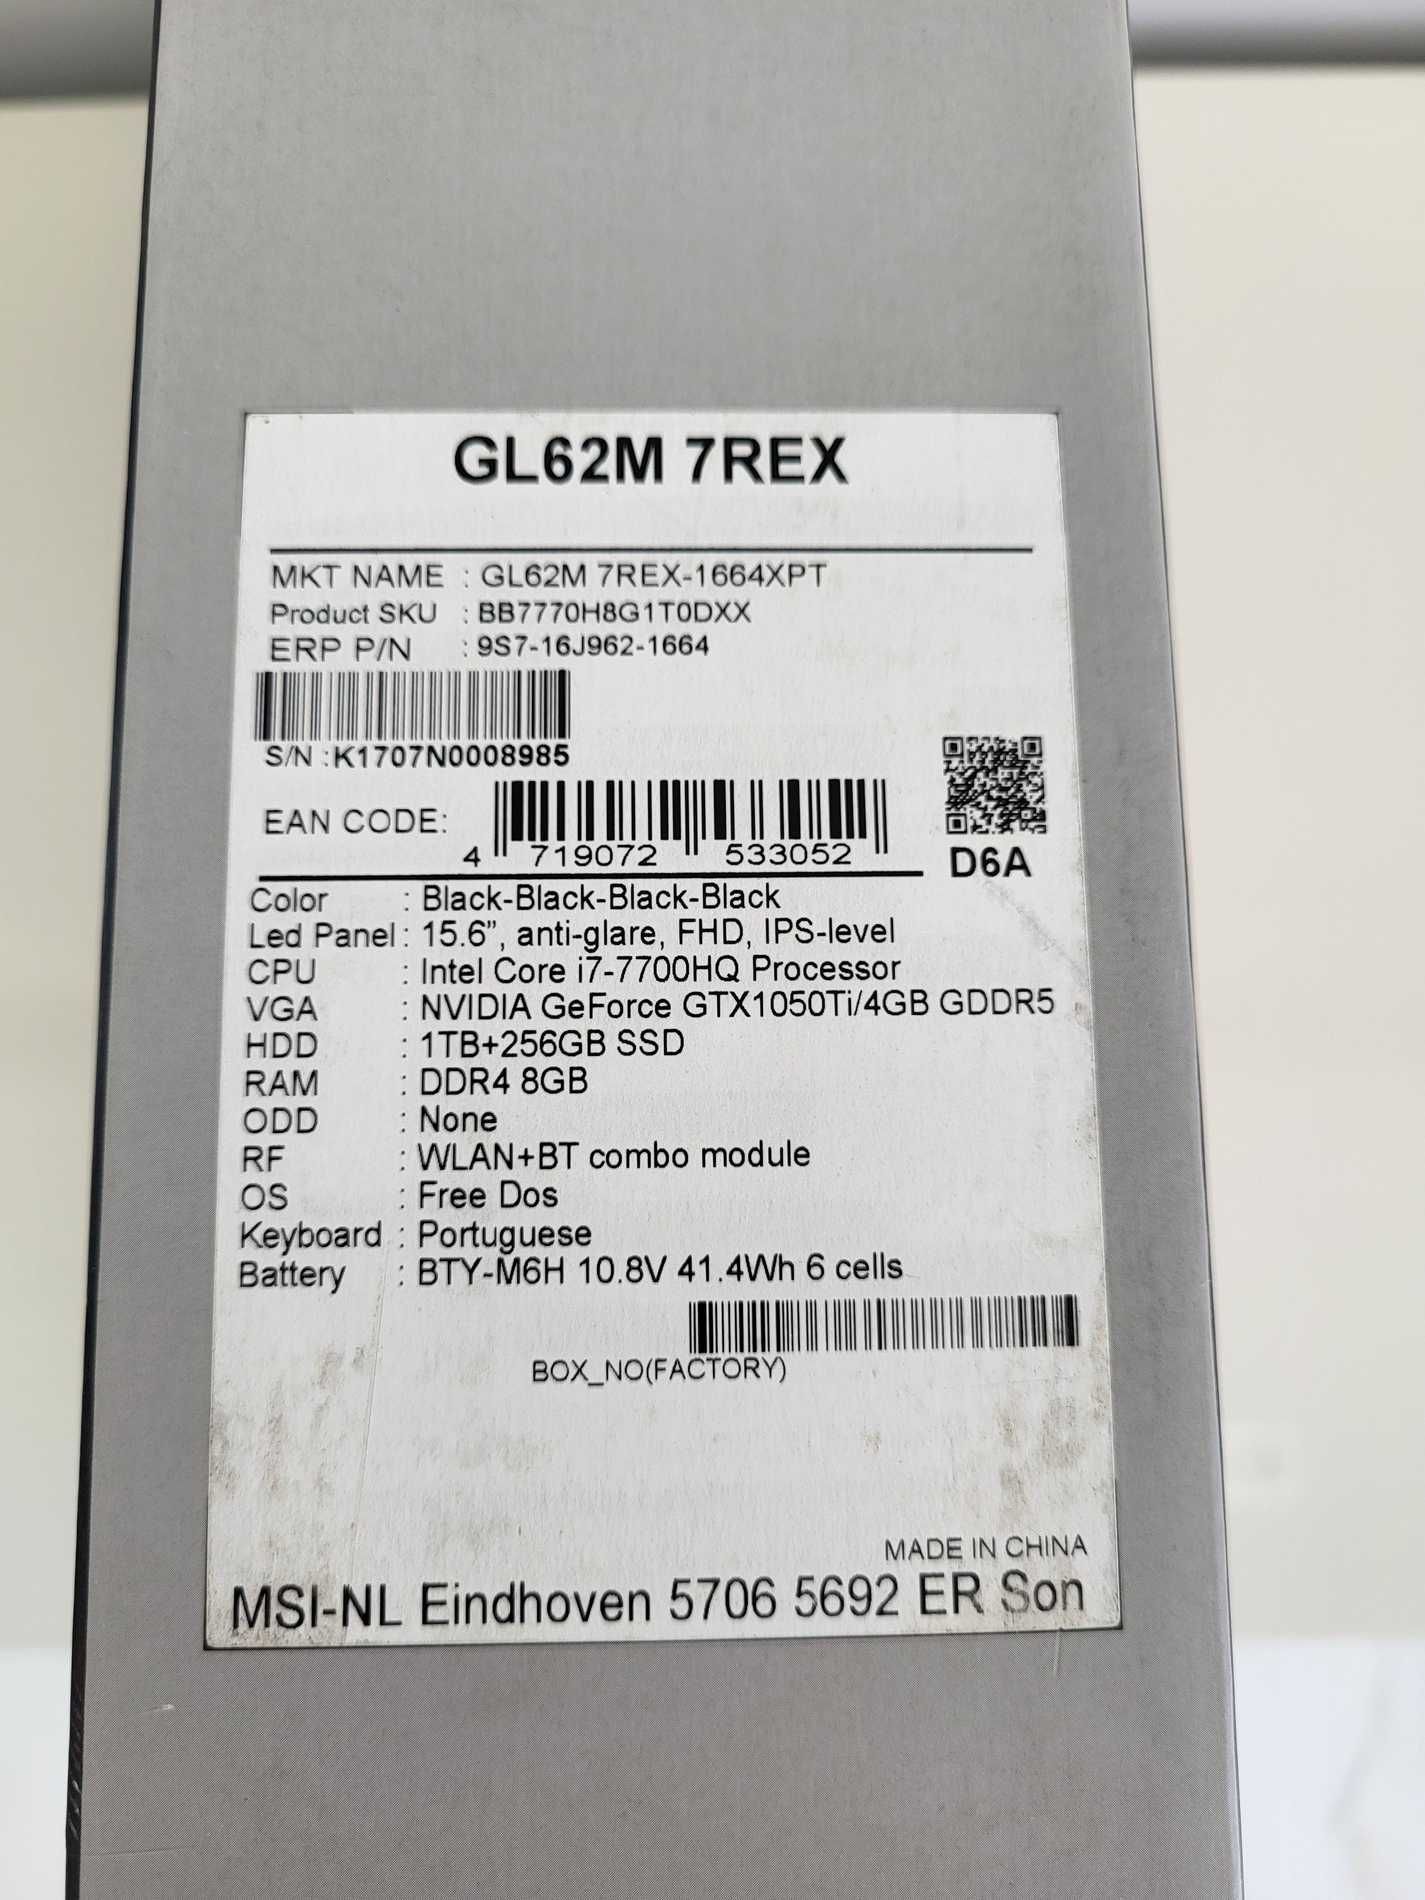 GL62M 7REX
MKT NAME : GL62M 7REX-1664XPT
Product SKU : BB7770H8G1T0DXX
ERP P/N : 9S7-16J962-1664
S/N :K1707N0008985
EAN CODE:
4 719072 533052
D6A
Color : Black-Black-Black-Black
Led Panel : 15.6”, anti-glare, FHD, IPS-level
CPU : Intel Core i7-7700HQ Processor
VGA : NVIDIA GeForce GTX1050Ti/4GB GDDR5
HDD : 1TB+256GB SSD
RAM : DDR4 8GB
ODD : None
RF : WLAN+BT combo module
OS : Free Dos
Keyboard : Portuguese
Battery : BTY-M6H 10.8V 41.4Wh 6 cells
BOX_NO(FACTORY)
MADE IN CHINA
MSI-NL Eindhoven 5706 5692 ER Son